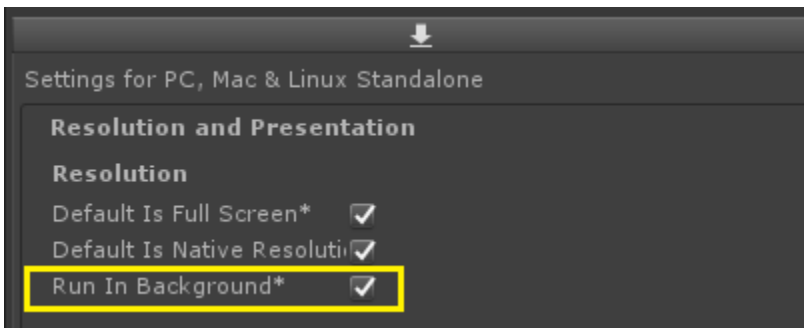 Settings for PC, Mac & Linux Standalone
Resolution and Presentation
Resolution
Default Is Full Screen*
Default Is Native Resoluti
Run In Background*